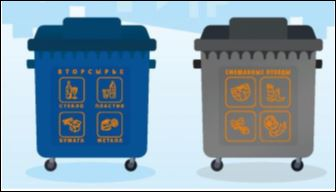 ВТОРСЫРЬЕ
СТЕКЛО ПЛАСТИК
БУМАГА МЕТАЛЛ
СМЕШАННЫЕ ОТХОДЫ